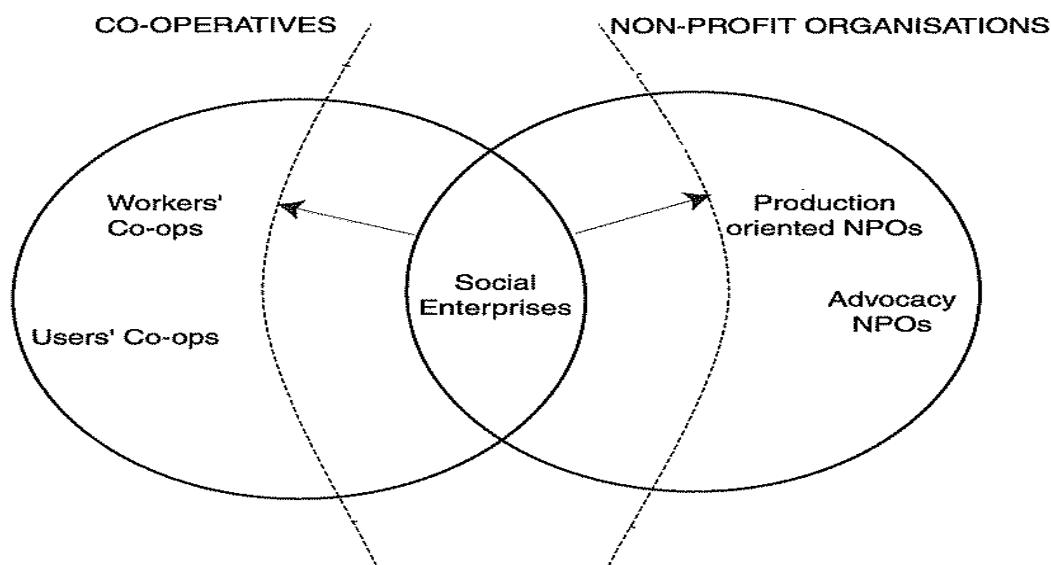 CO-OPERATIVES
NON-PROFIT ORGANISATIONS
Workers'
Co-ops
Users' Co-ops
Social
Enterprises
Production
oriented NPOs
Advocacy
NPOs